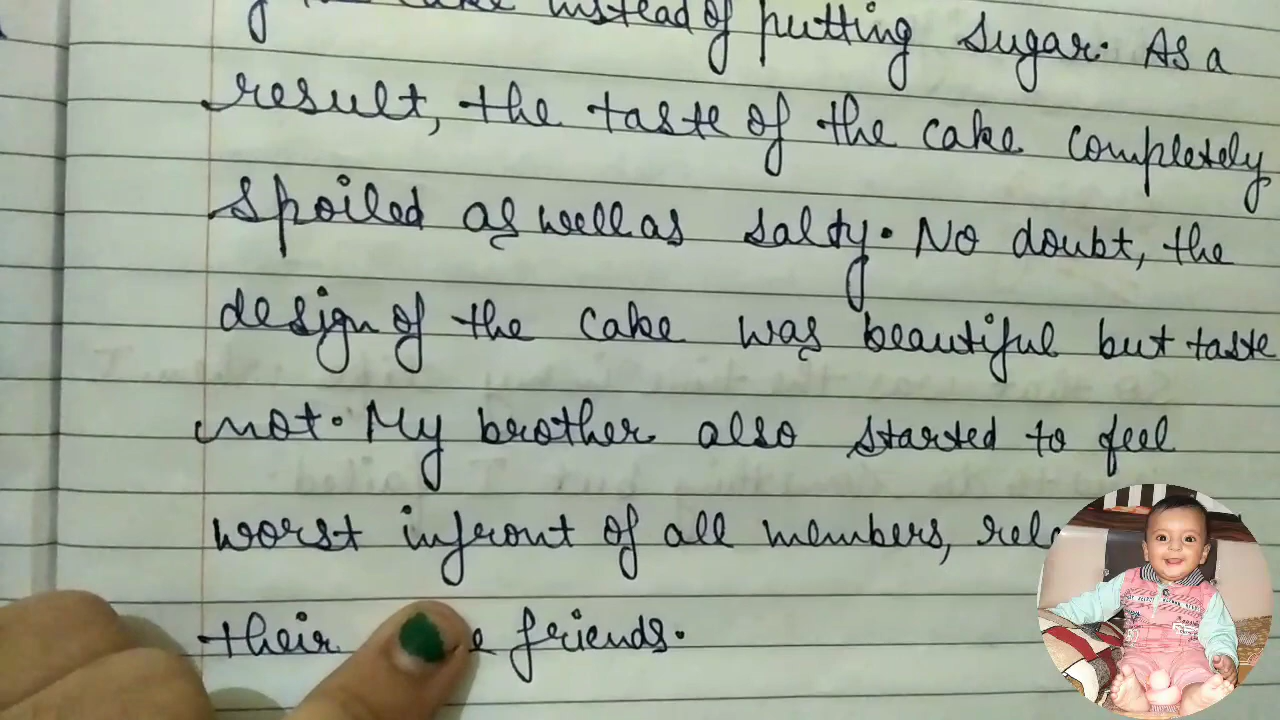 instead of putting sugar. As a
result, the taste of the cake completely
spoiled as well as salty. No doubt, the
design of the cake was beautiful but taste
not. My brother also started to feel
worst infront of all members,
their friends.